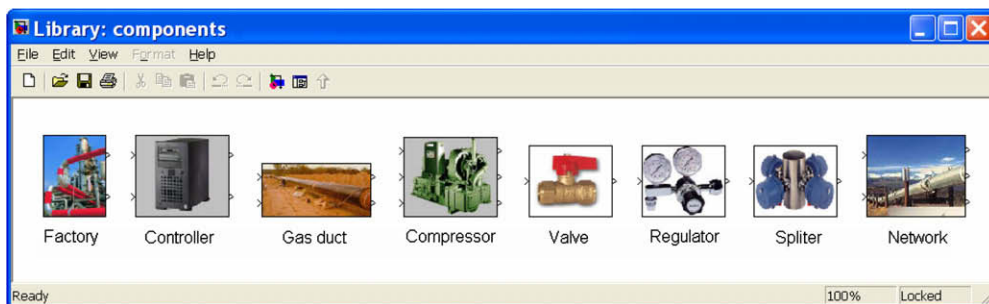 Library: components
File Edit View Format Help
Factory Controller Gas duct Compressor Valve Regulator Spliter Network
Ready 100% Locked